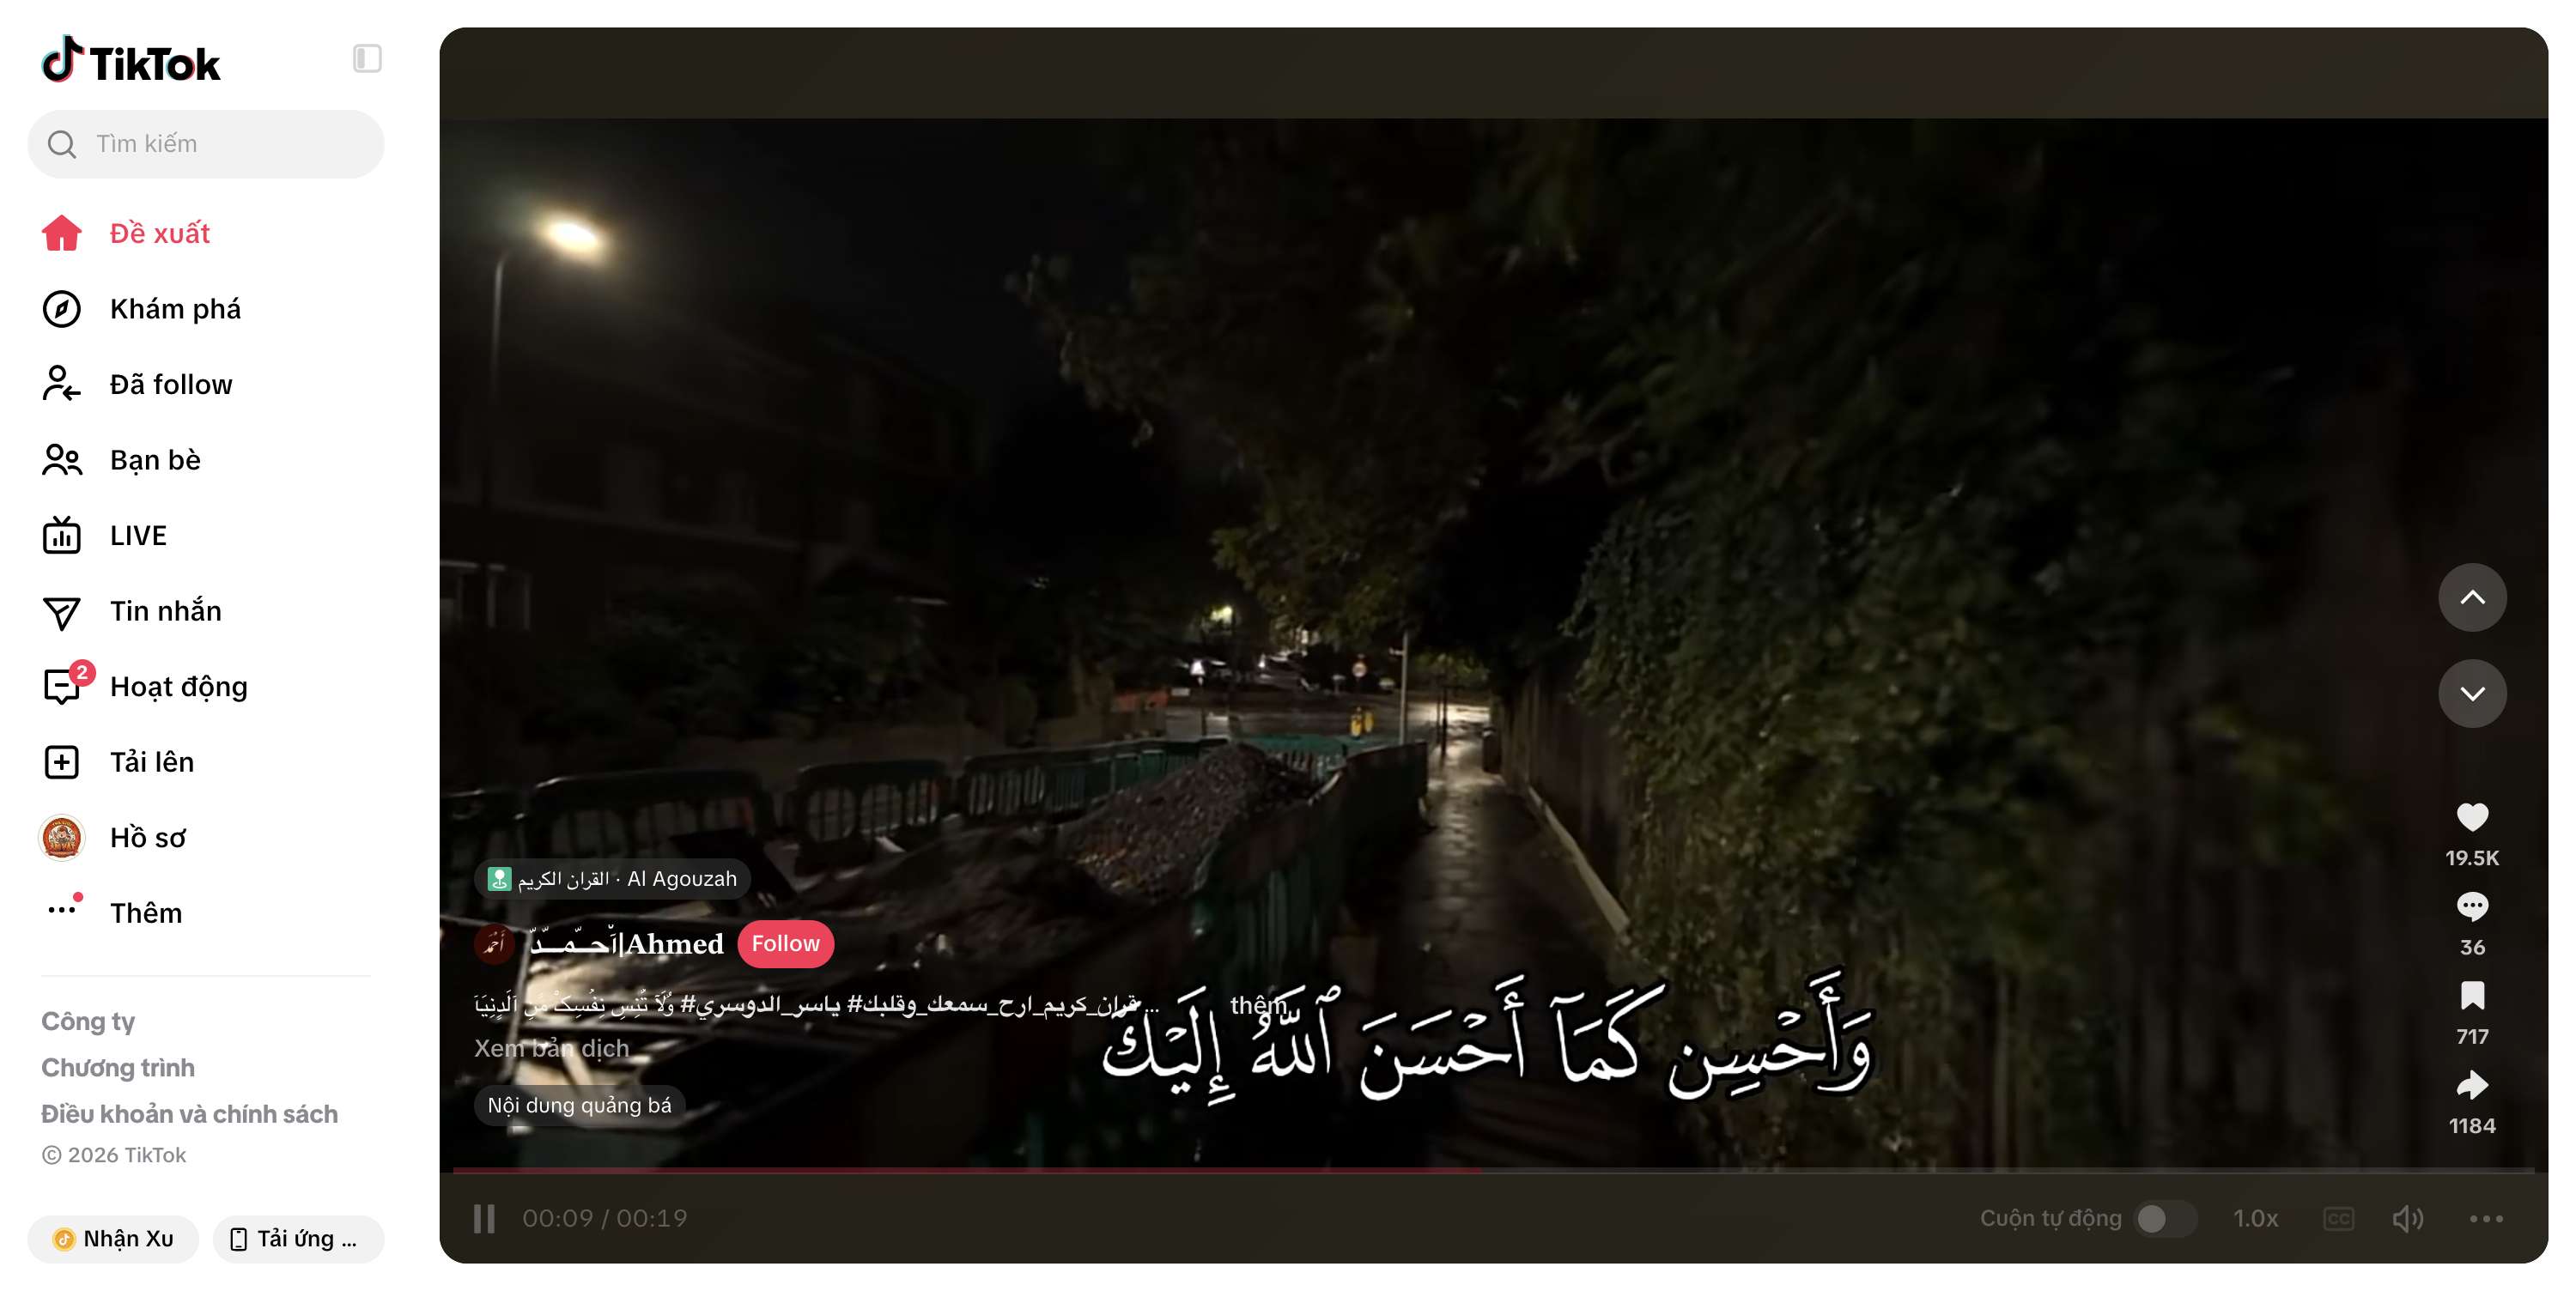 TikTok
Tìm kiếm
Đề xuất
Khám phá
Đã follow
Bạn bè
LIVE
Tin nhắn
2
Hoạt động
Tải lên
Hồ sơ
Thêm
Công ty
Chương trình
Điều khoản và chính sách
© 2026 TikTok
Nhận Xu
Tải ứng ...
القران الكريم · Al Agouzah
Ahmed
Follow
#قران_كريم_ارح_سمعك_وقلبك #ياسر_الدوسري ... thêm
Xem bản dịch
Nội dung quảng bá
وَأَحْسِن كَمَآ أَحْسَنَ ٱللَّهُ إِلَيْكَ
19.5K
36
717
1184
00:09 / 00:19
Cuộn tự động
1.0x
CC